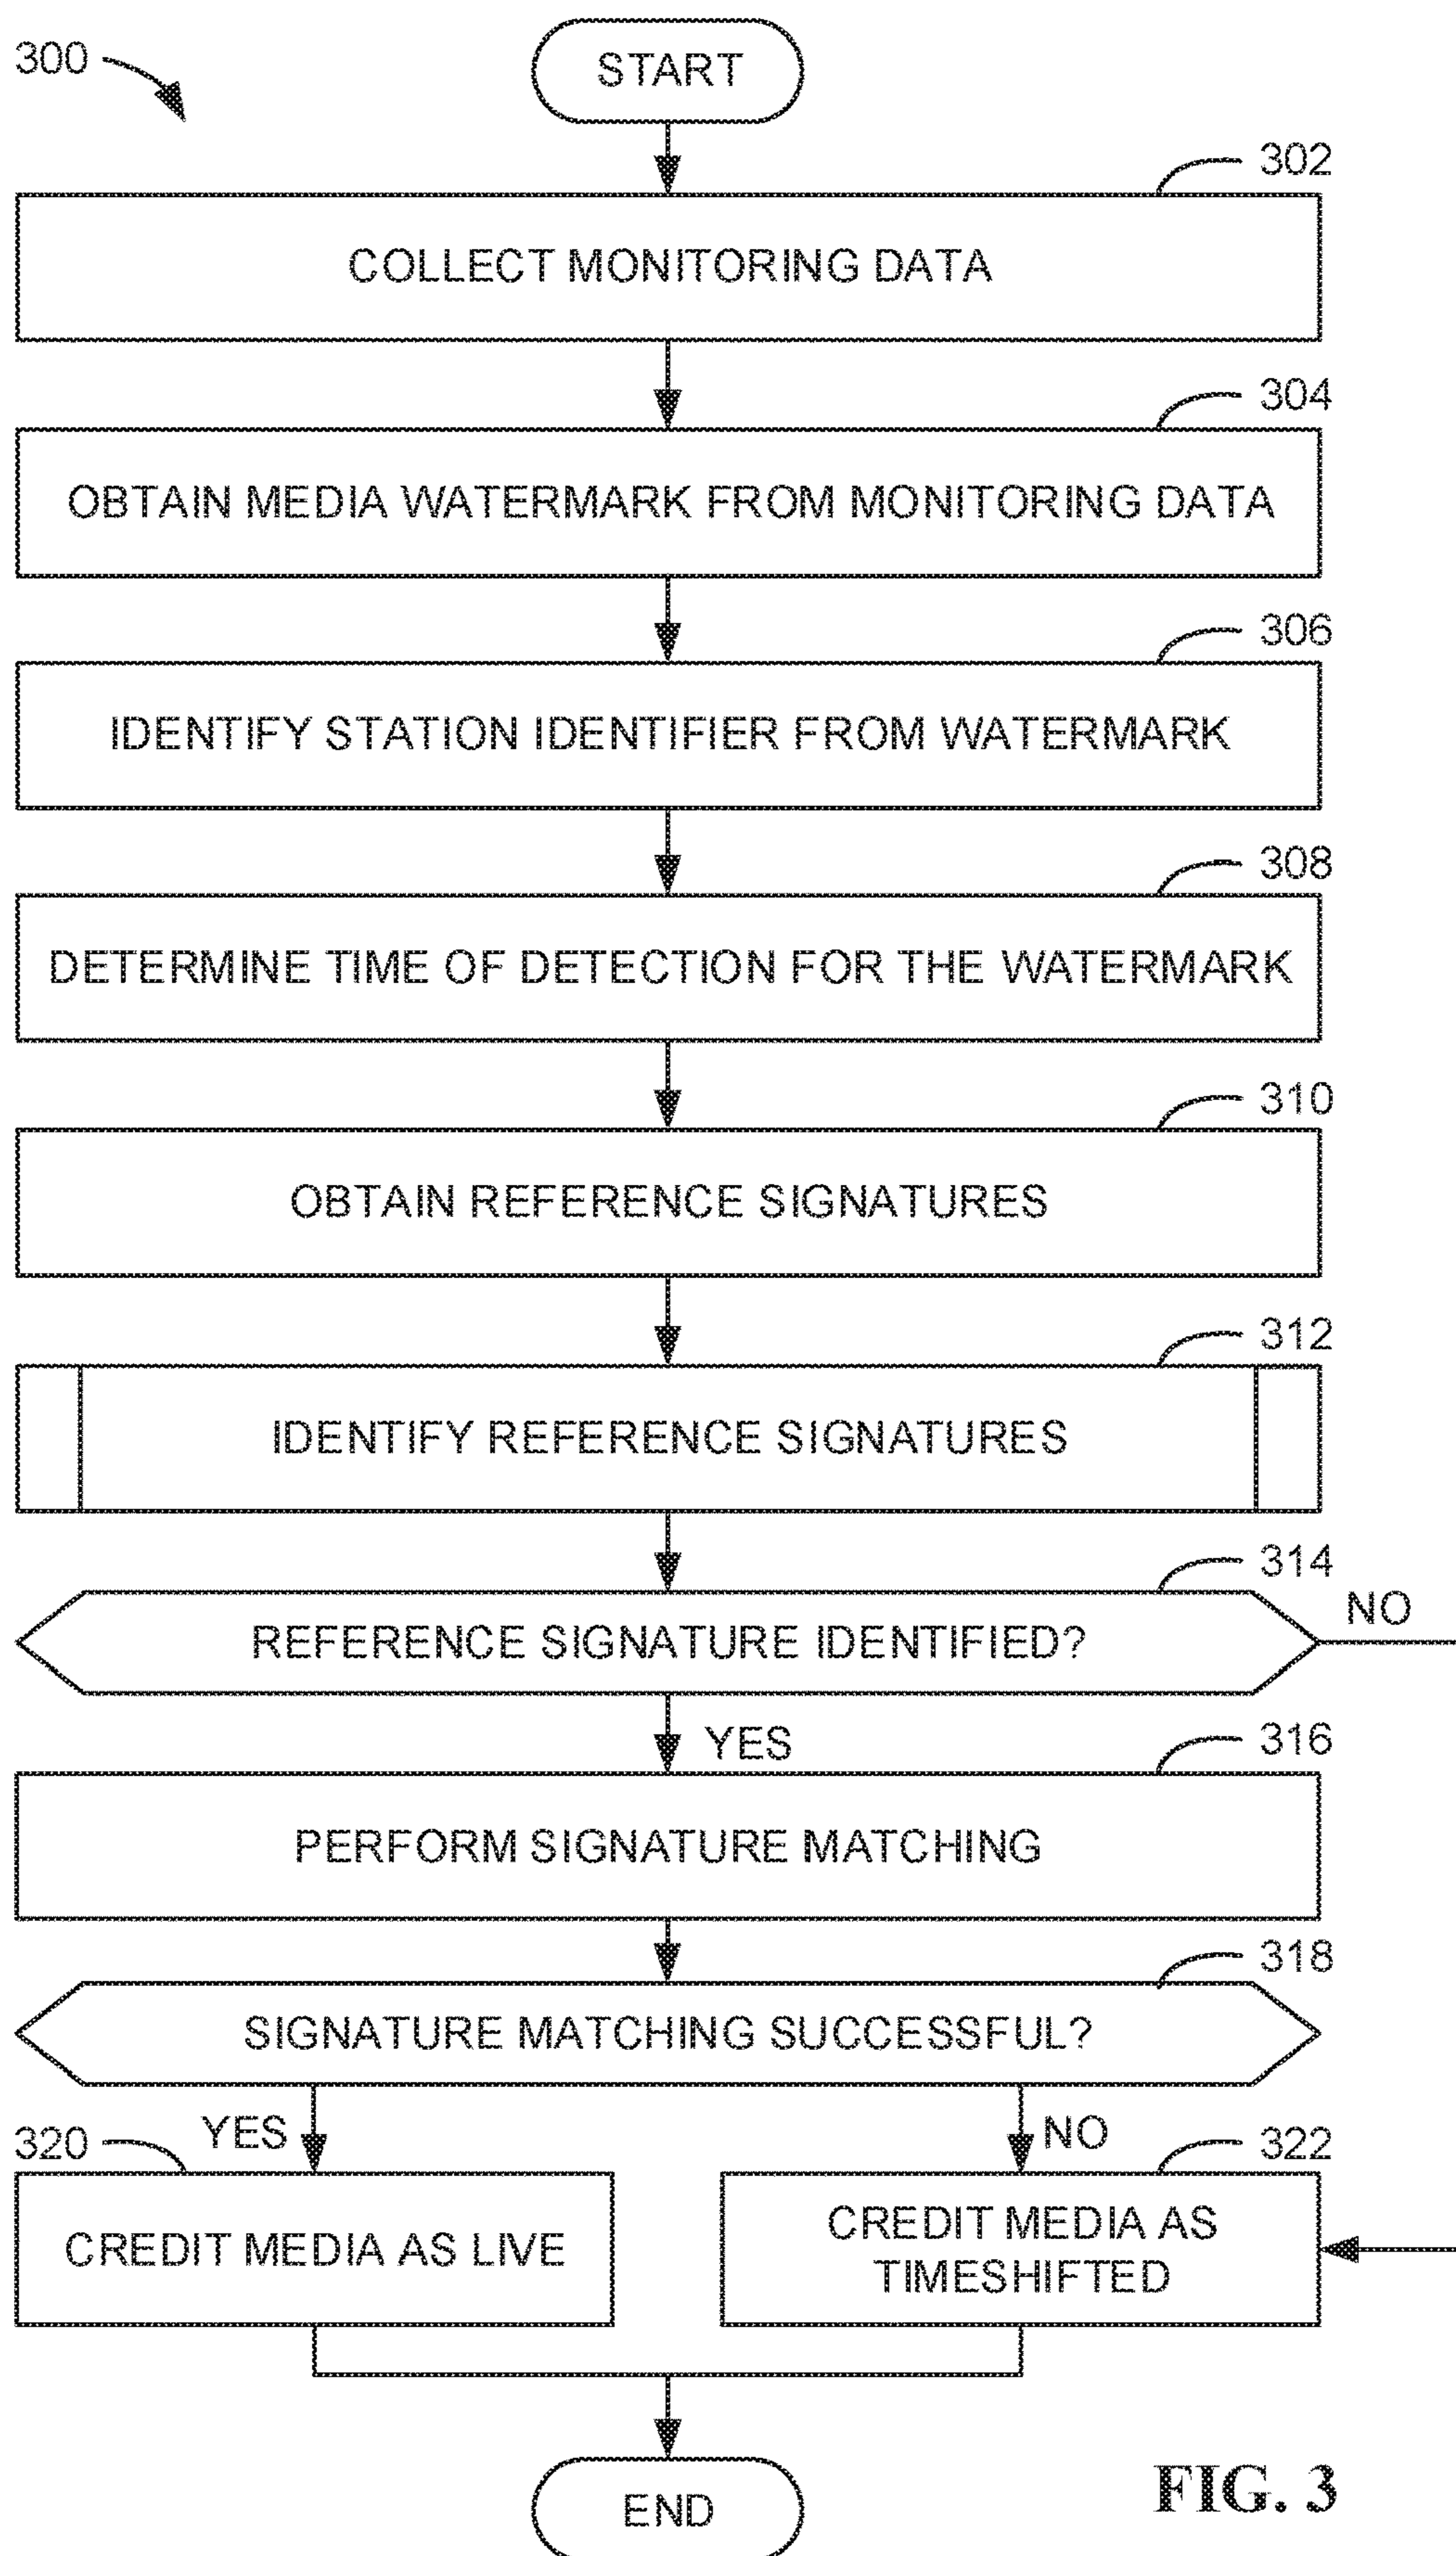 300
START
302
COLLECT MONITORING DATA
304
OBTAIN MEDIA WATERMARK FROM MONITORING DATA
306
IDENTIFY STATION IDENTIFIER FROM WATERMARK
308
DETERMINE TIME OF DETECTION FOR THE WATERMARK
310
OBTAIN REFERENCE SIGNATURES
312
IDENTIFY REFERENCE SIGNATURES
314
REFERENCE SIGNATURE IDENTIFIED?
NO
YES
316
PERFORM SIGNATURE MATCHING
318
SIGNATURE MATCHING SUCCESSFUL?
320
YES
NO
322
CREDIT MEDIA AS LIVE
CREDIT MEDIA AS
TIMESHIFTED
END
FIG. 3